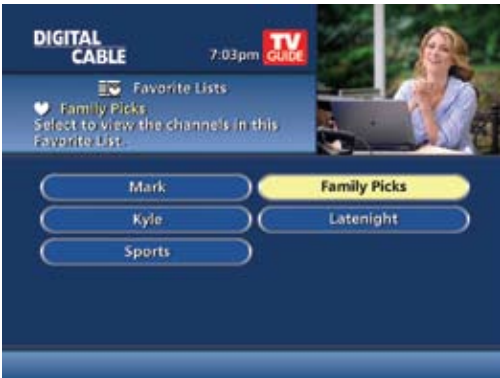 DIGITAL
CABLE
7:03pm
TV
GUIDE
Favorite Lists
Family Picks
Select to view the channels in this
Favorite List.
Mark
Family Picks
Kyle
Latenight
Sports